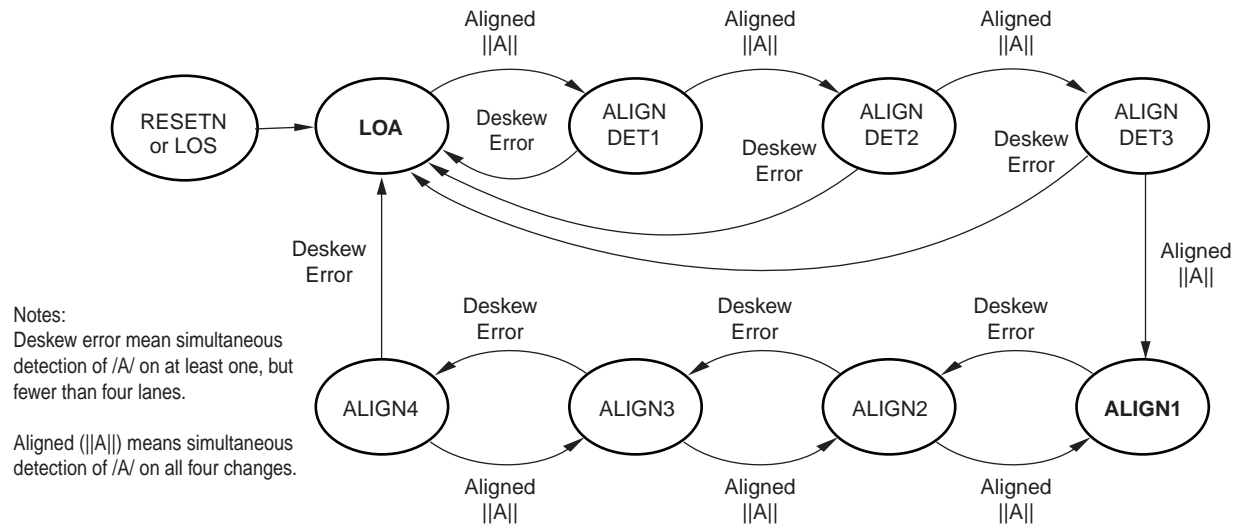 Aligned
||A||
Aligned
||A||
Aligned
||A||
RESETN
or LOS
LOA
Deskew
Error
ALIGN
DET1
Deskew
Error
ALIGN
DET2
Deskew
Error
ALIGN
DET3
Deskew
Error
Aligned
||A||
Notes:
Deskew error mean simultaneous
detection of /A/ on at least one, but
fewer than four lanes.
Aligned (||A||) means simultaneous
detection of /A/ on all four changes.
Deskew
Error
Deskew
Error
Deskew
Error
ALIGN4
ALIGN3
ALIGN2
ALIGN1
Aligned
||A||
Aligned
||A||
Aligned
||A||